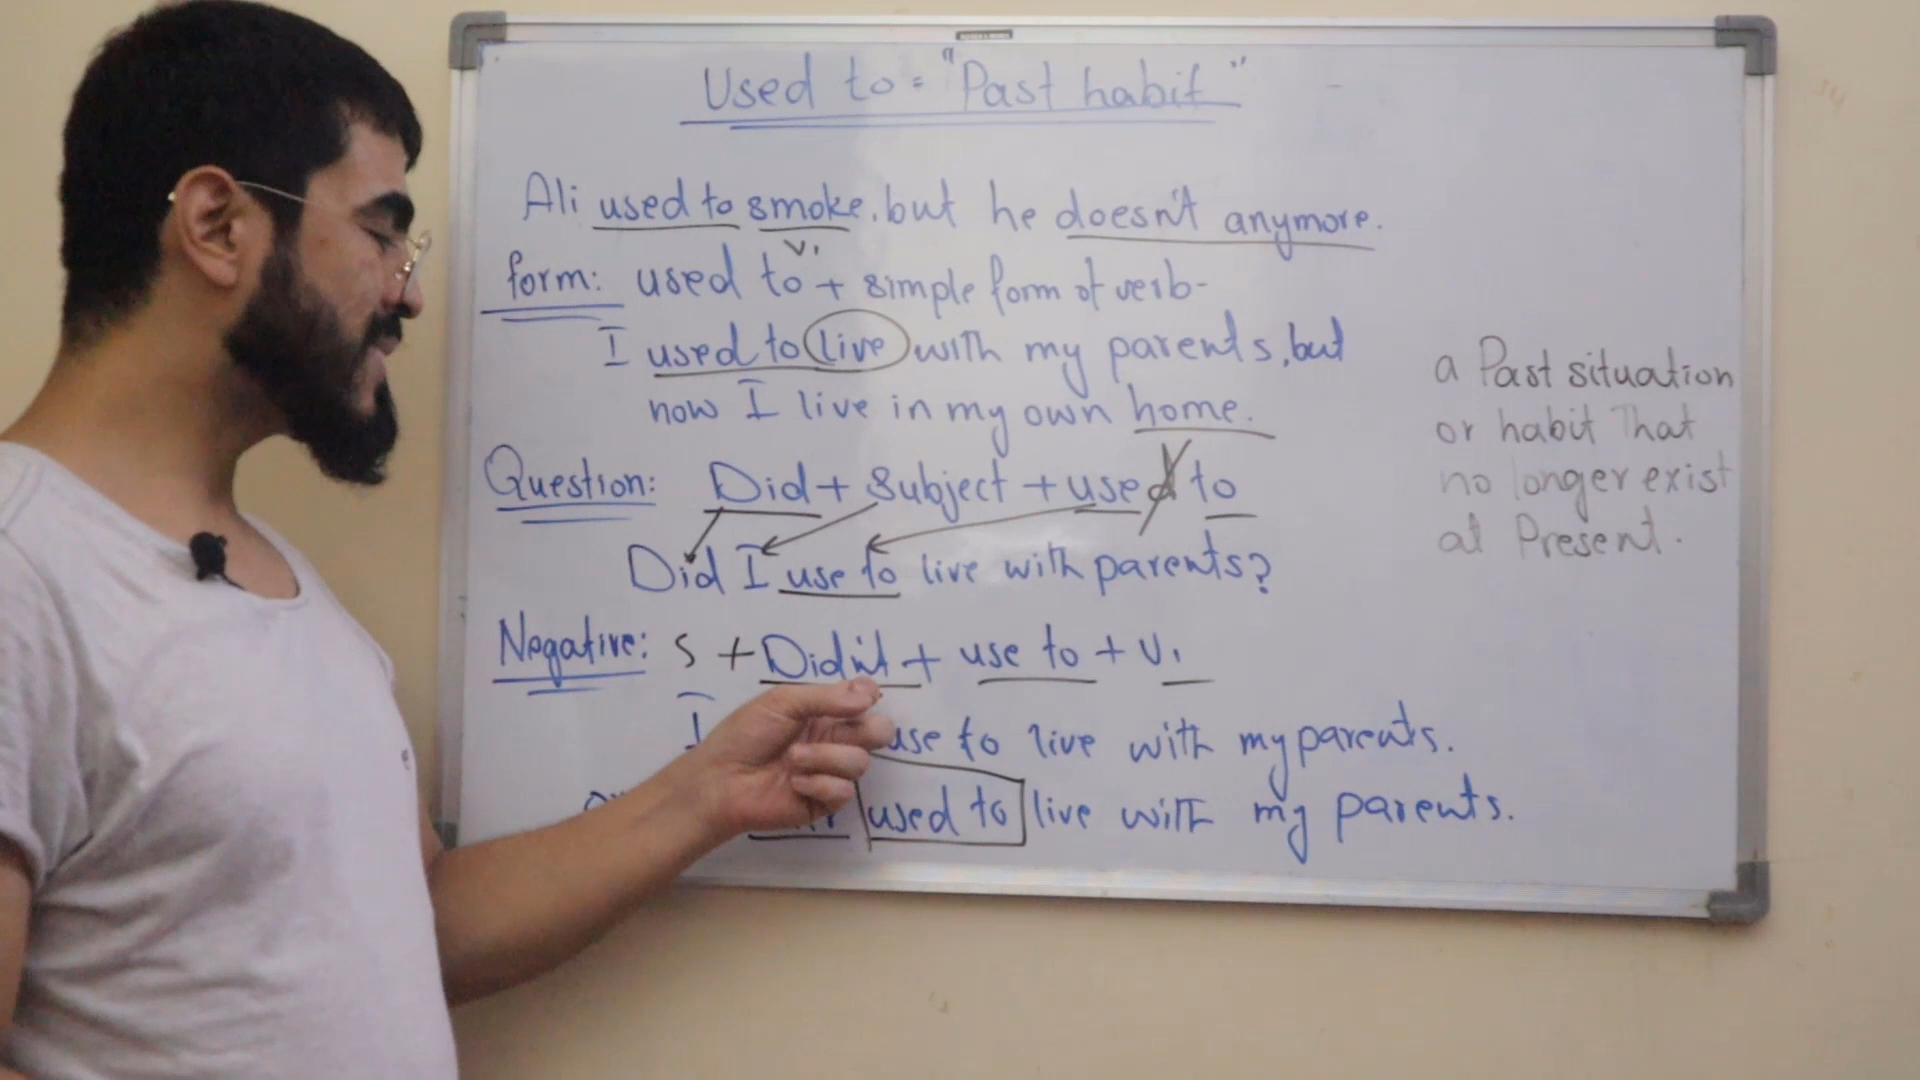 Used to = "Past habit"
Ali used to smoke, but he doesn't anymore.
V1
form: used to + simple form of verb-
I used to live with my parents, but
now I live in my own home.
Question: Did + Subject + used to
Did I use to live with parents?
Negative: S + Didn't + use to + V1
I use to live with my parents.
used to live with my parents.
a Past situation
or habit That
no longer exist
at Present.